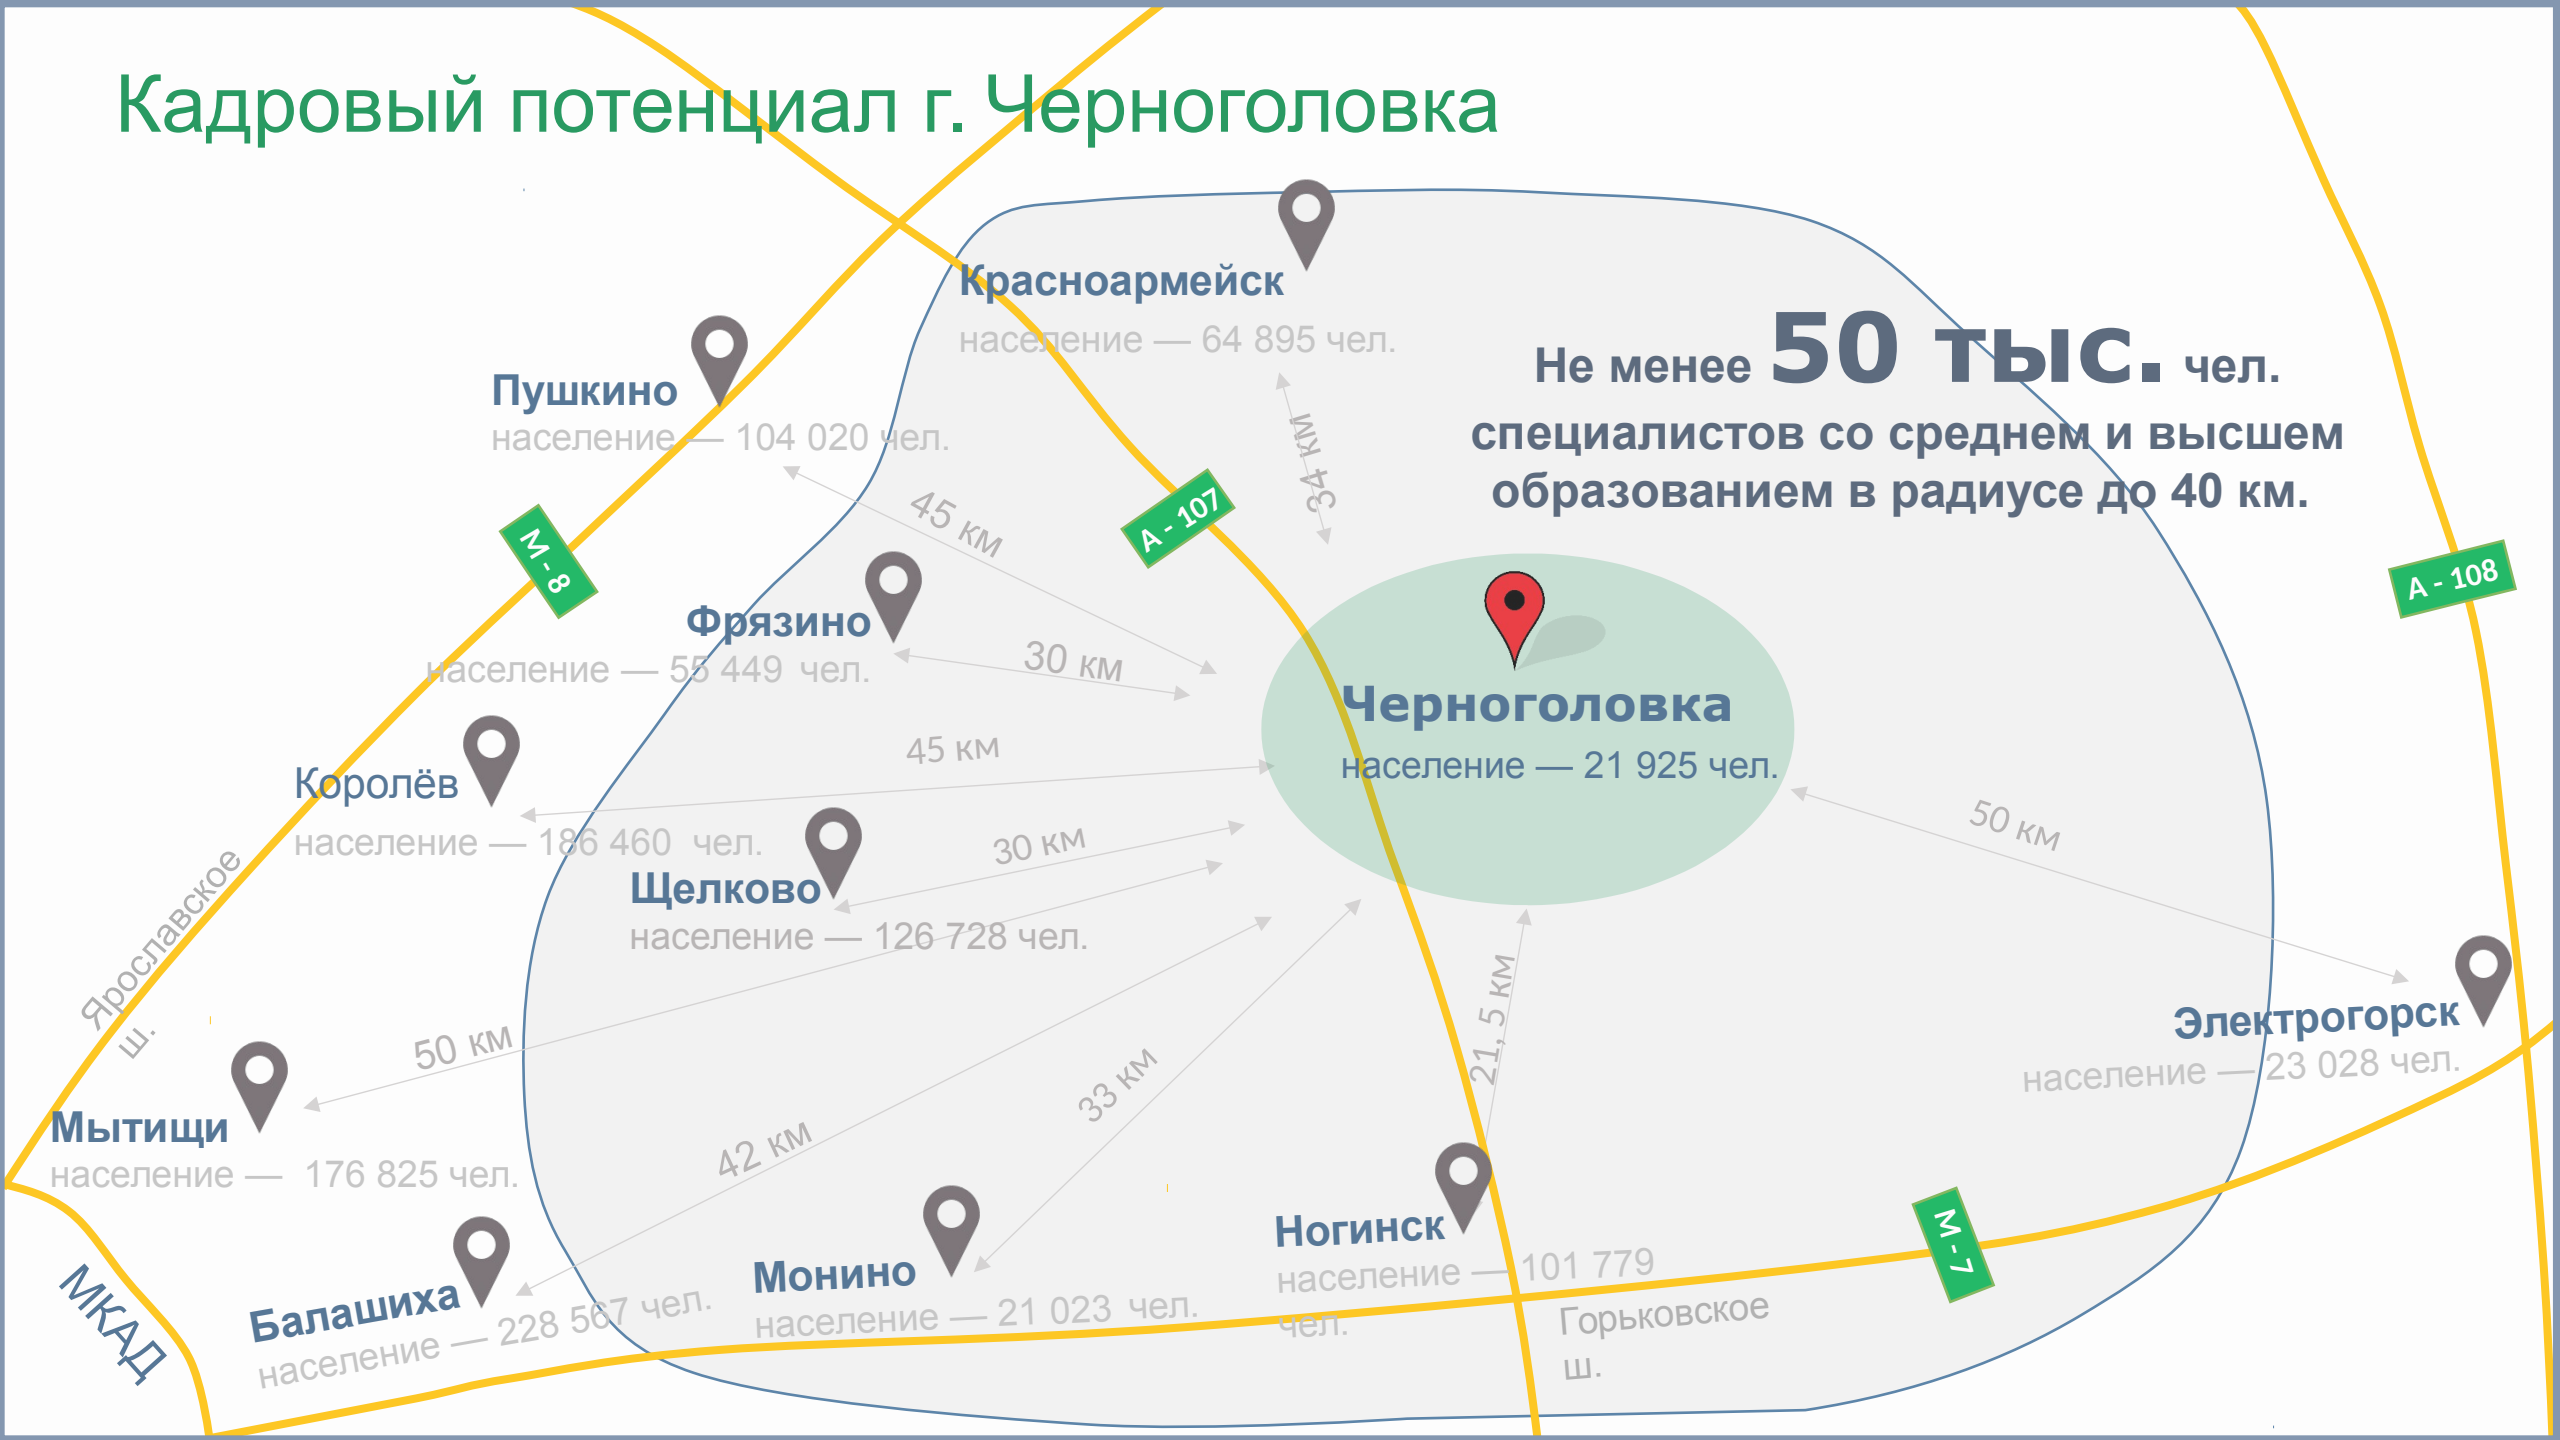 Кадровый потенциал г. Черноголовка
Красноармейск
население — 64 895 чел.
Не менее 50 тыс. чел.
специалистов со среднем и высшем
образованием в радиусе до 40 км.
Пушкино
население — 104 020 чел.
34 км
45 км
А - 107
М - 8
А - 108
Фрязино
население — 55 449 чел.
30 км
Черноголовка
население — 21 925 чел.
Королёв
население — 186 460 чел.
45 км
50 км
30 км
Щелково
население — 126 728 чел.
Ярославское
ш.
50 км
21, 5 км
Электрогорск
население — 23 028 чел.
Мытищи
население — 176 825 чел.
42 км
33 км
Ногинск
население — 101 779
чел.
М - 7
Монино
население — 21 023 чел.
Балашиха
население — 228 567 чел.
МКАД
Горьковское
ш.